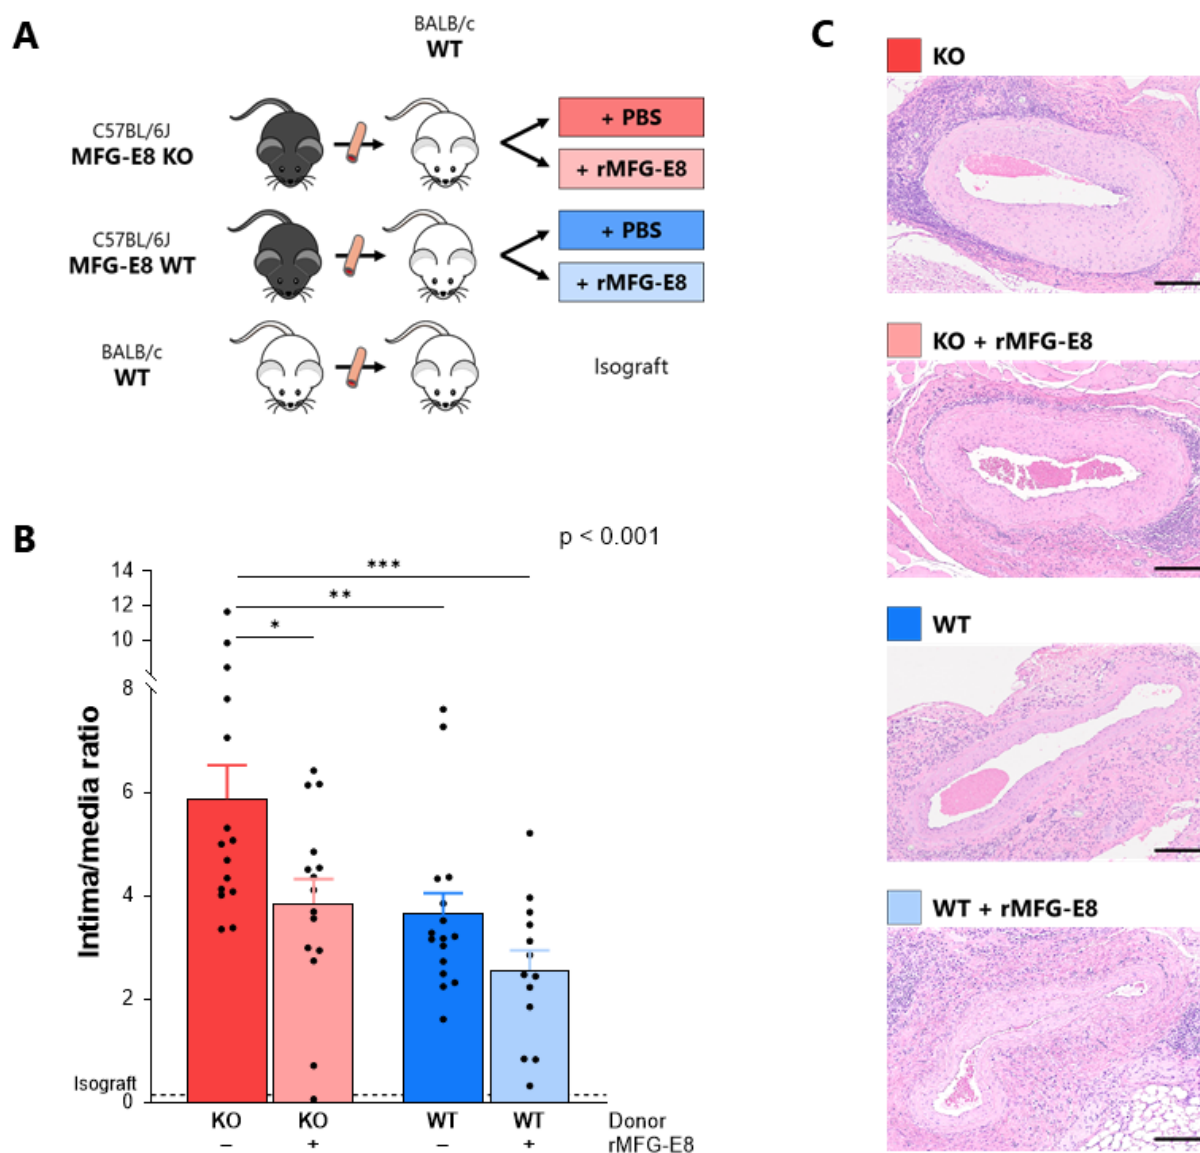 A
BALB/c
WT
C57BL/6J
MFG-E8 KO
+ PBS
+ rMFG-E8
C57BL/6J
MFG-E8 WT
+ PBS
+ rMFG-E8
BALB/c
WT
Isograft
B
p < 0.001
14
12
10
8
6
4
2
0
Intima/media ratio
***
**
*
Isograft
KO KO WT WT Donor
– + – + rMFG-E8
C
KO
KO + rMFG-E8
WT
WT + rMFG-E8